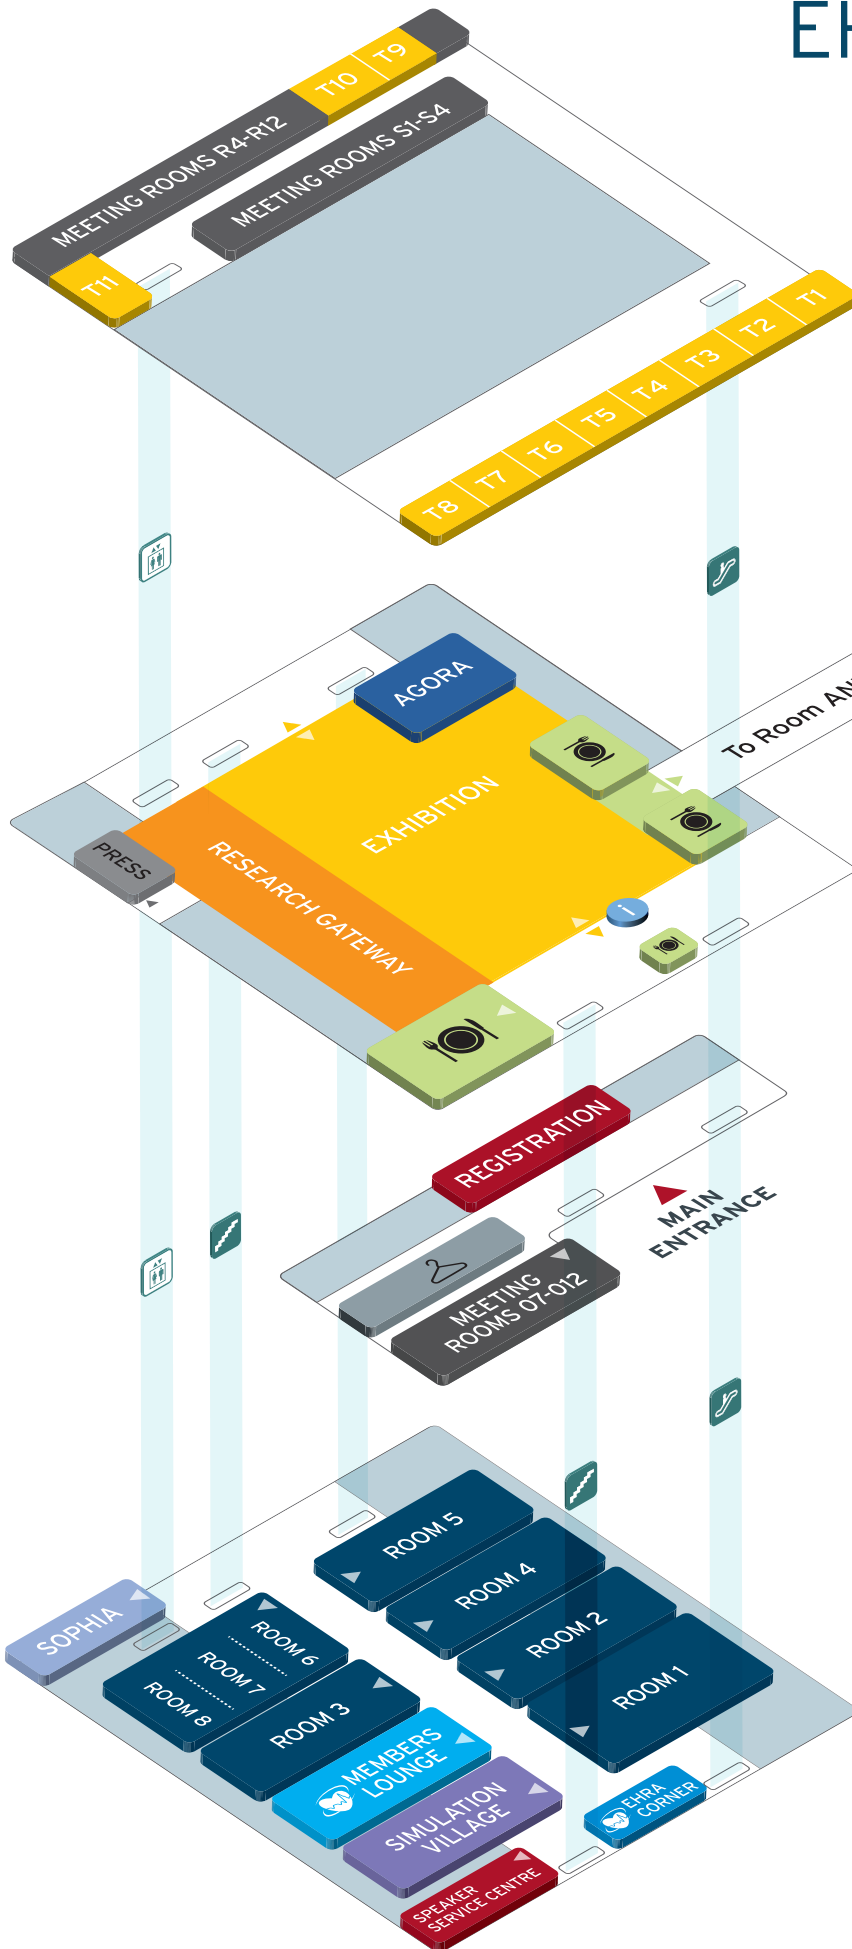 EH
T9
T10
MEETING ROOMS R4-R12
MEETING ROOMS S1-S4
T11
T1
T2
T3
T4
T5
T6
T7
T8
AGORA
To Room AN
EXHIBITION
PRESS
RESEARCH GATEWAY
i
REGISTRATION
MAIN
ENTRANCE
MEETING
ROOMS 07-012
ROOM 5
ROOM 4
ROOM 2
ROOM 1
SOPHIA
ROOM 6
ROOM 7
ROOM 8
ROOM 3
MEMBERS
LOUNGE
SIMULATION
VILLAGE
EHRA
CORNER
SPEAKER
SERVICE CENTRE